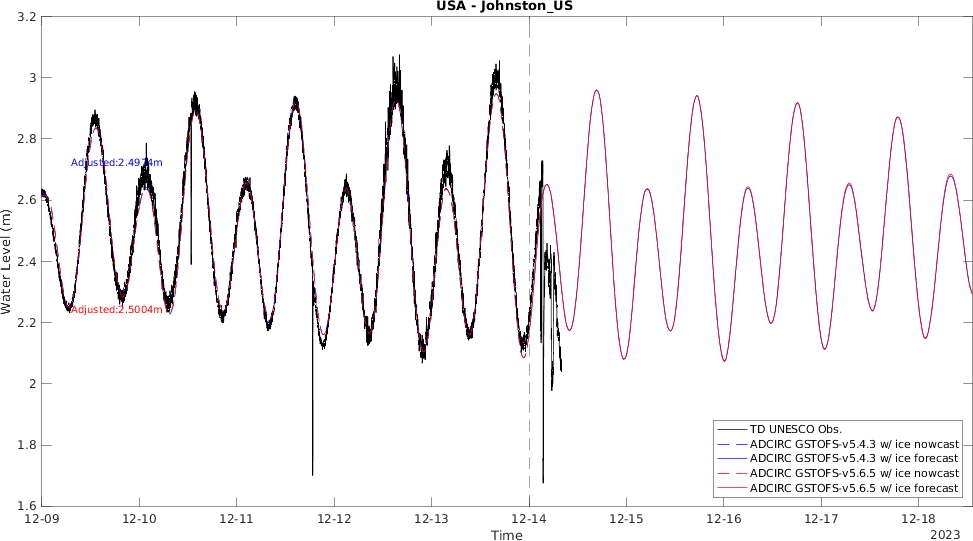 USA - Johnston_US
3.2
3
2.8
2.6
2.4
2.2
2
1.8
1.6
Water Level (m)
Adjusted:2.4974m
Adjusted:2.5004m
TD UNESCO Obs.
ADCIRC GSTOFS-v5.4.3 w/ ice nowcast
ADCIRC GSTOFS-v5.4.3 w/ ice forecast
ADCIRC GSTOFS-v5.6.5 w/ ice nowcast
ADCIRC GSTOFS-v5.6.5 w/ ice forecast
12-09 12-10 12-11 12-12 12-13 12-14 12-15 12-16 12-17 12-18
Time
2023